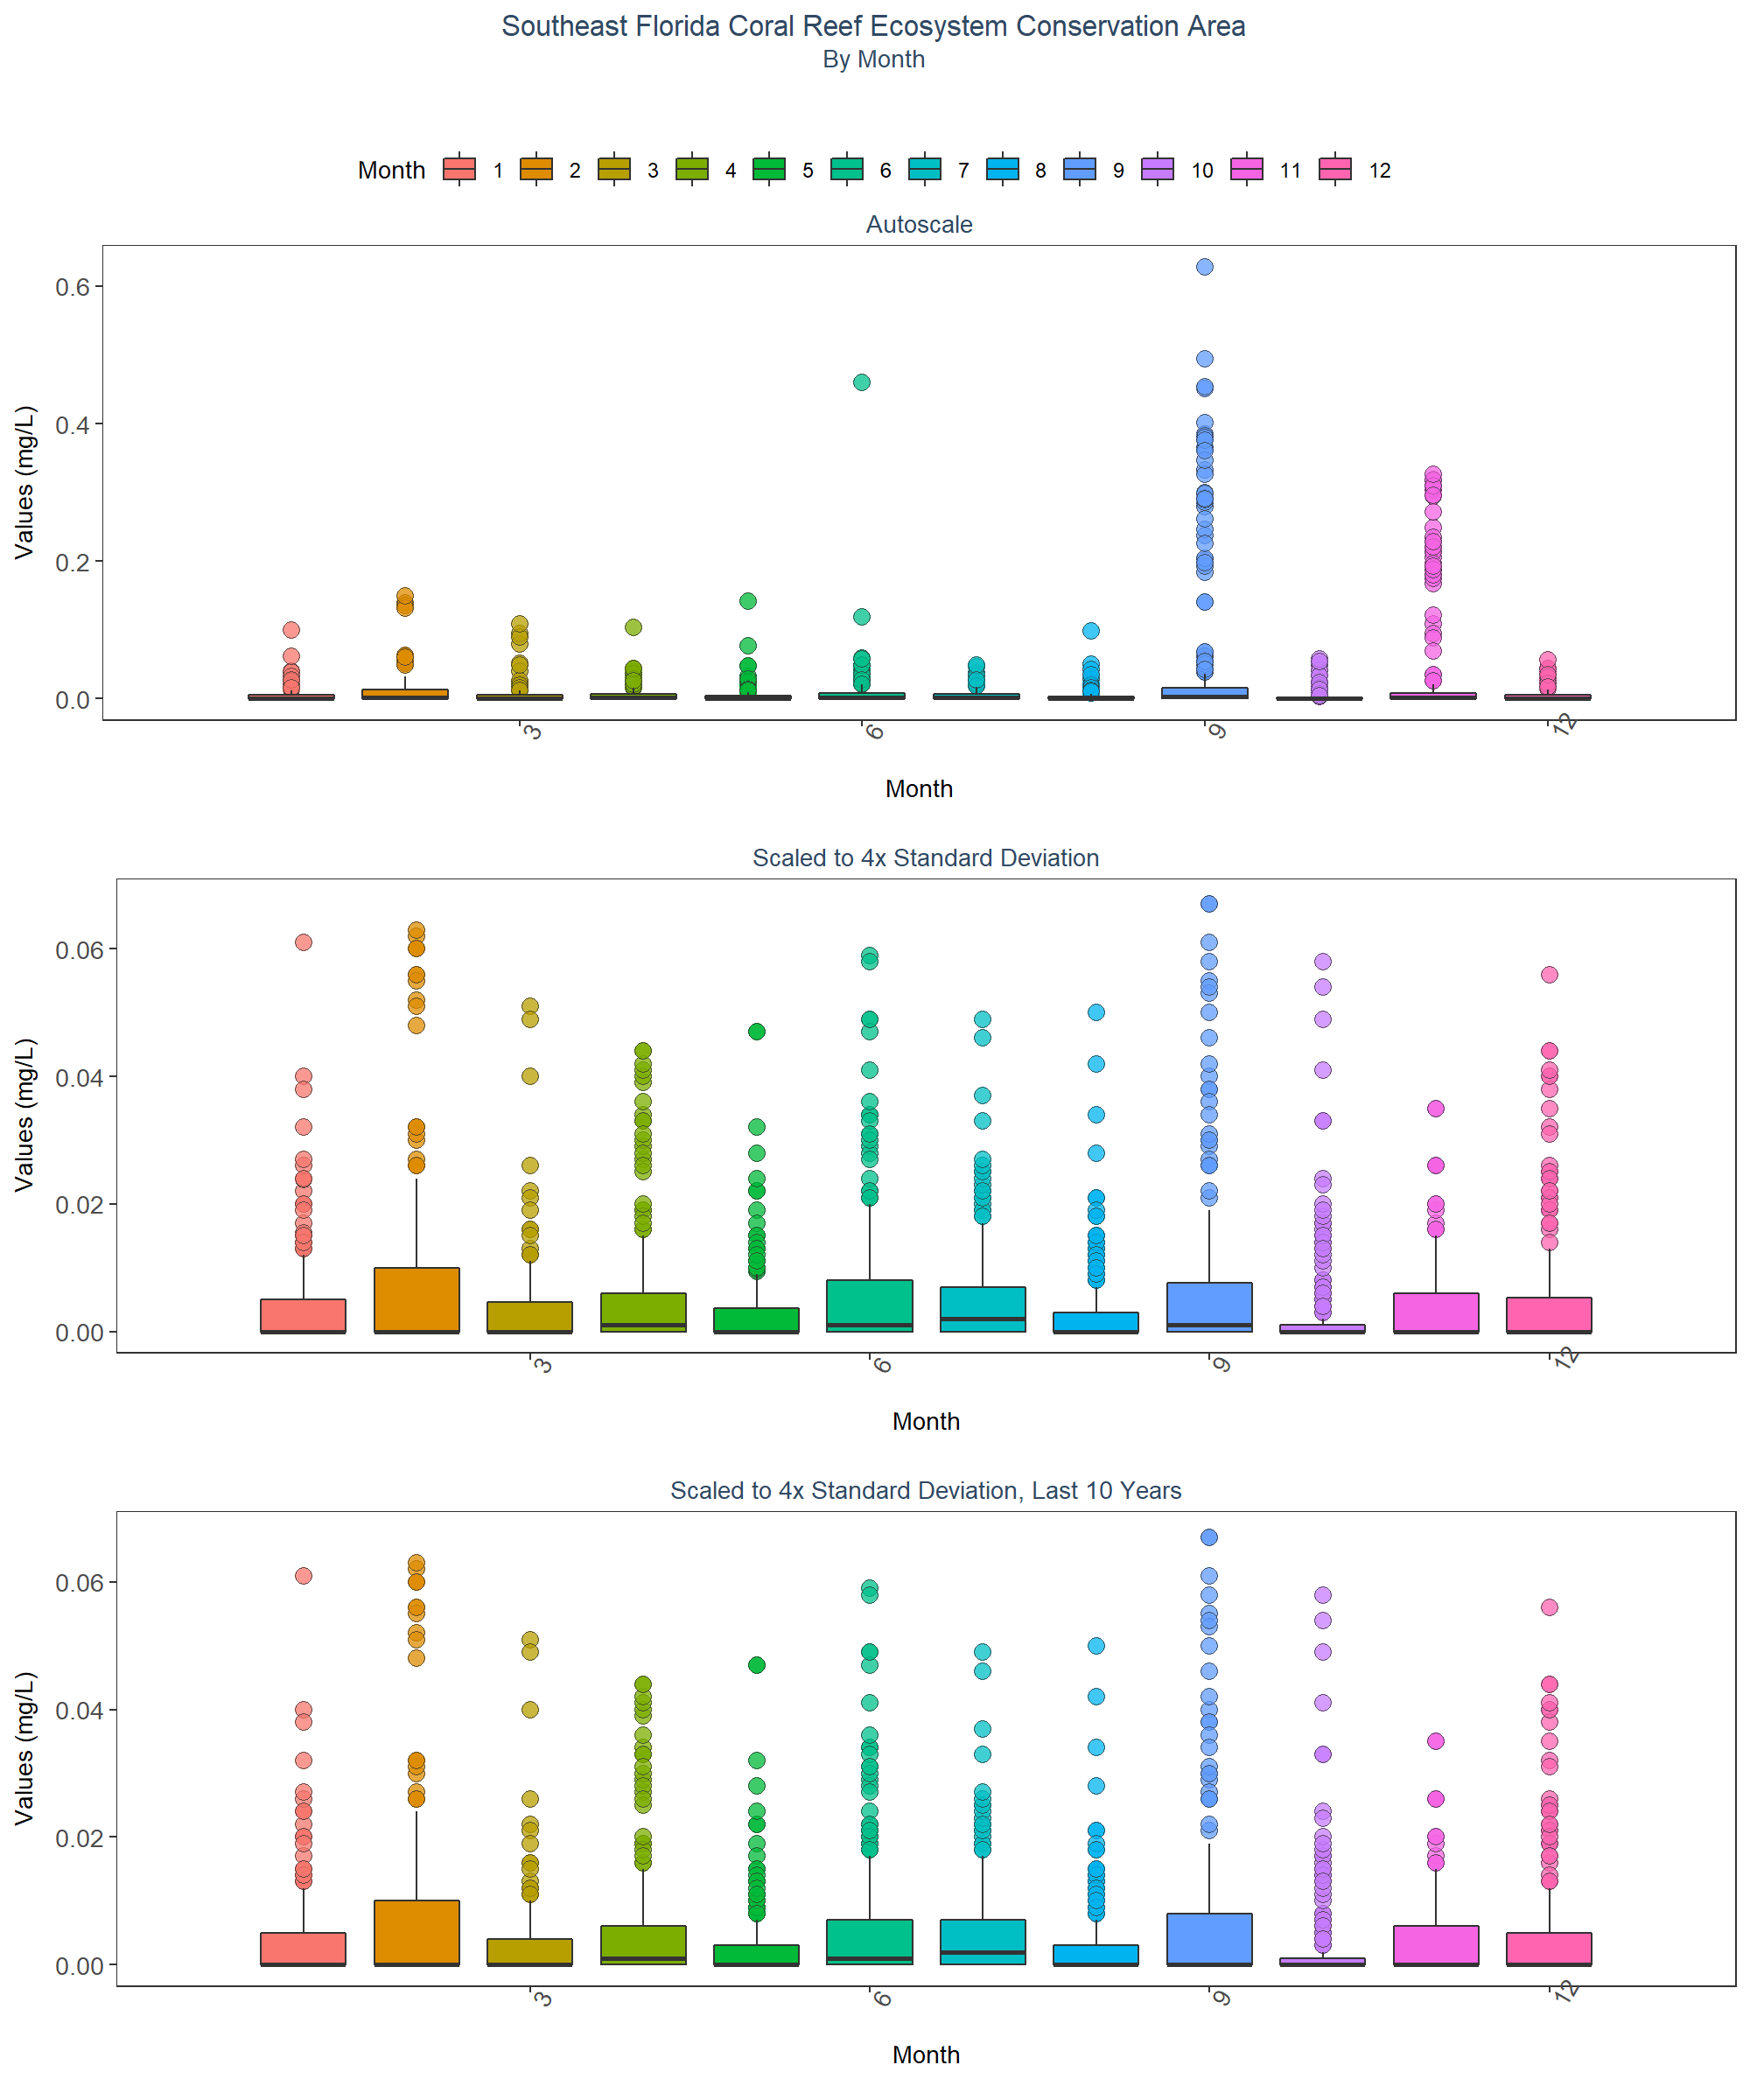 Southeast Florida Coral Reef Ecosystem Conservation Area
By Month
Month 1 2 3 4 5 6 7 8 9 10 11 12
Autoscale
Values (mg/L)
0.6
0.4
0.2
0.0
3 6 9 12
Month
Scaled to 4x Standard Deviation
Values (mg/L)
0.06
0.04
0.02
0.00
3 6 9 12
Month
Scaled to 4x Standard Deviation, Last 10 Years
Values (mg/L)
0.06
0.04
0.02
0.00
3 6 9 12
Month